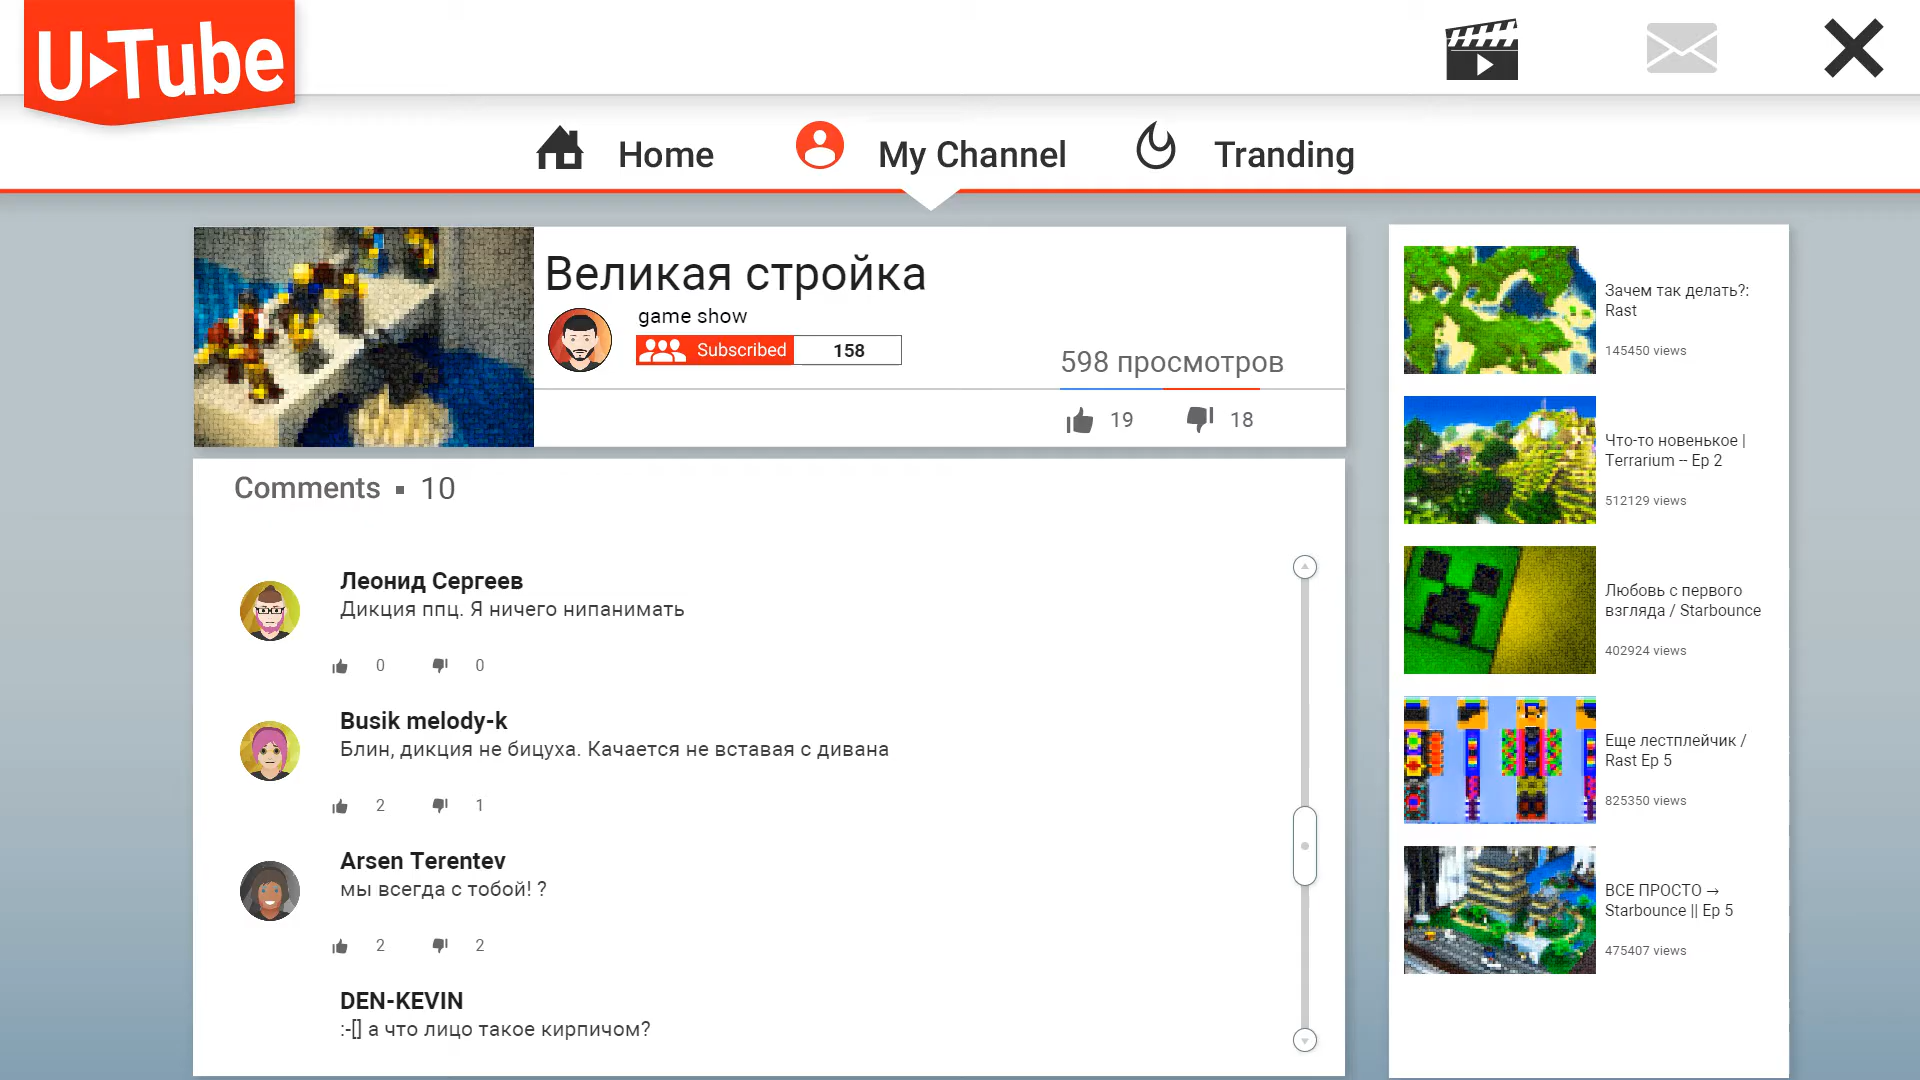 U Tube
Home
My Channel
Tranding
Великая стройка
game show
Subscribed
158
598 просмотров
19
18
Comments ▪ 10
Леонид Сергеев
Дикция ппц. Я ничего нипанимать
0
0
Busik melody-k
Блин, дикция не бицуха. Качается не вставая с дивана
2
1
Arsen Terentev
мы всегда с тобой! ?
2
2
DEN-KEVIN
:-[] а что лицо такое кирпичом?
Зачем так делать?:
Rast
145450 views
Что-то новенькое |
Terrarium -- Ep 2
512129 views
Любовь с первого
взгляда / Starbounce
402924 views
Еще лестплейчик /
Rast Ep 5
825350 views
ВСЕ ПРОСТО →
Starbounce || Ep 5
475407 views